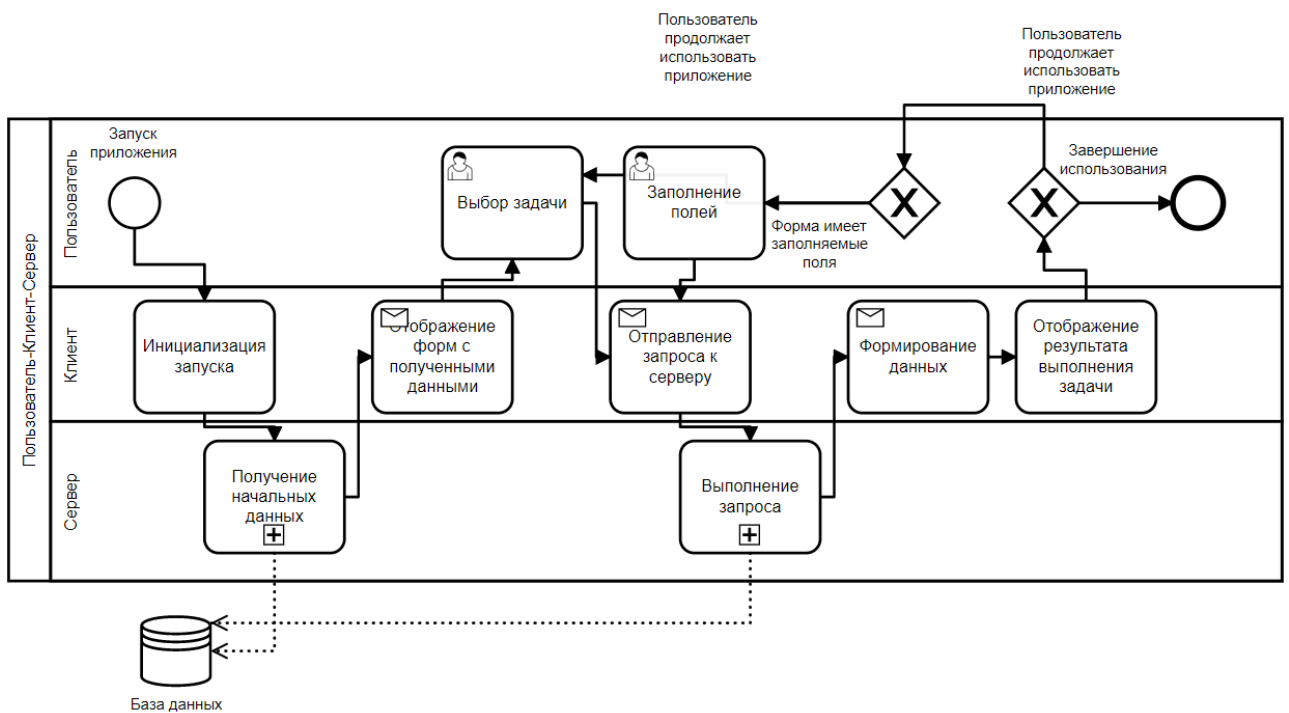 Пользователь
продолжает
использовать
приложение
Пользователь
продолжает
использовать
приложение
Пользователь-Клиент-Сервер
Пользователь
Запуск
приложения
Выбор задачи
Заполнение
полей
Форма имеет
заполняемые
поля
Завершение
использования
Клиент
Инициализация
запуска
Отображение
форм с
полученными
данными
Отправление
запроса к
серверу
Формирование
данных
Отображение
результата
выполнения
задачи
Сервер
Получение
начальных
данных
Выполнение
запроса
База данных